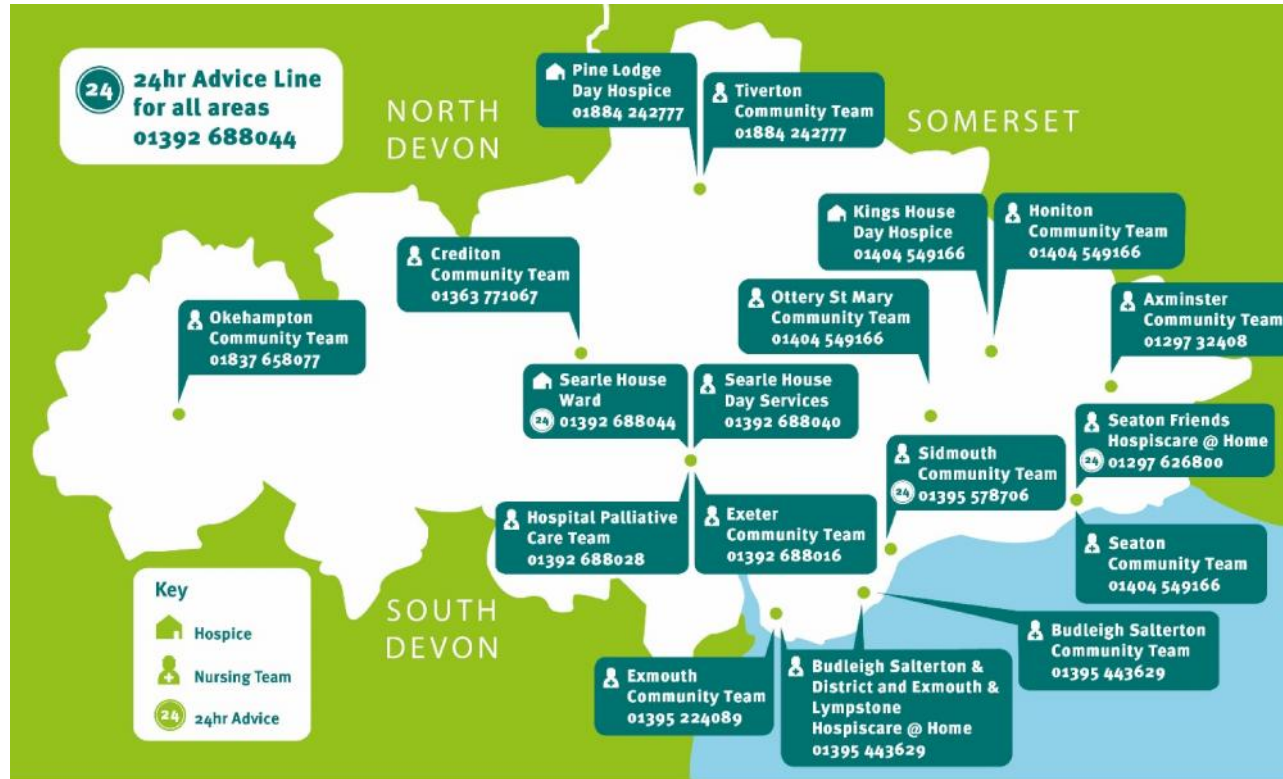 24
24hr Advice Line
for all areas
01392 688044
NORTH
DEVON
Pine Lodge
Day Hospice
01884 242777
Tiverton
Community Team
01884 242777
SOMERSET
Kings House
Day Hospice
01404 549166
Honiton
Community Team
01404 549166
Crediton
Community Team
01363 771067
Ottery St Mary
Community Team
01404 549166
Axminster
Community Team
01297 32408
Okehampton
Community Team
01837 658077
Searle House
Ward
24 01392 688044
Searle House
Day Services
01392 688040
Sidmouth
Community Team
24 01395 578706
Seaton Friends
Hospiscare @ Home
24 01297 626800
Hospital Palliative
Care Team
01392 688028
Exeter
Community Team
01392 688016
Seaton
Community Team
01404 549166
Key
Hospice
Nursing Team
24 24hr Advice
SOUTH
DEVON
Exmouth
Community Team
01395 224089
Budleigh Salterton &
District and Exmouth &
Lympstone
Hospiscare @ Home
01395 443629
Budleigh Salterton
Community Team
01395 443629